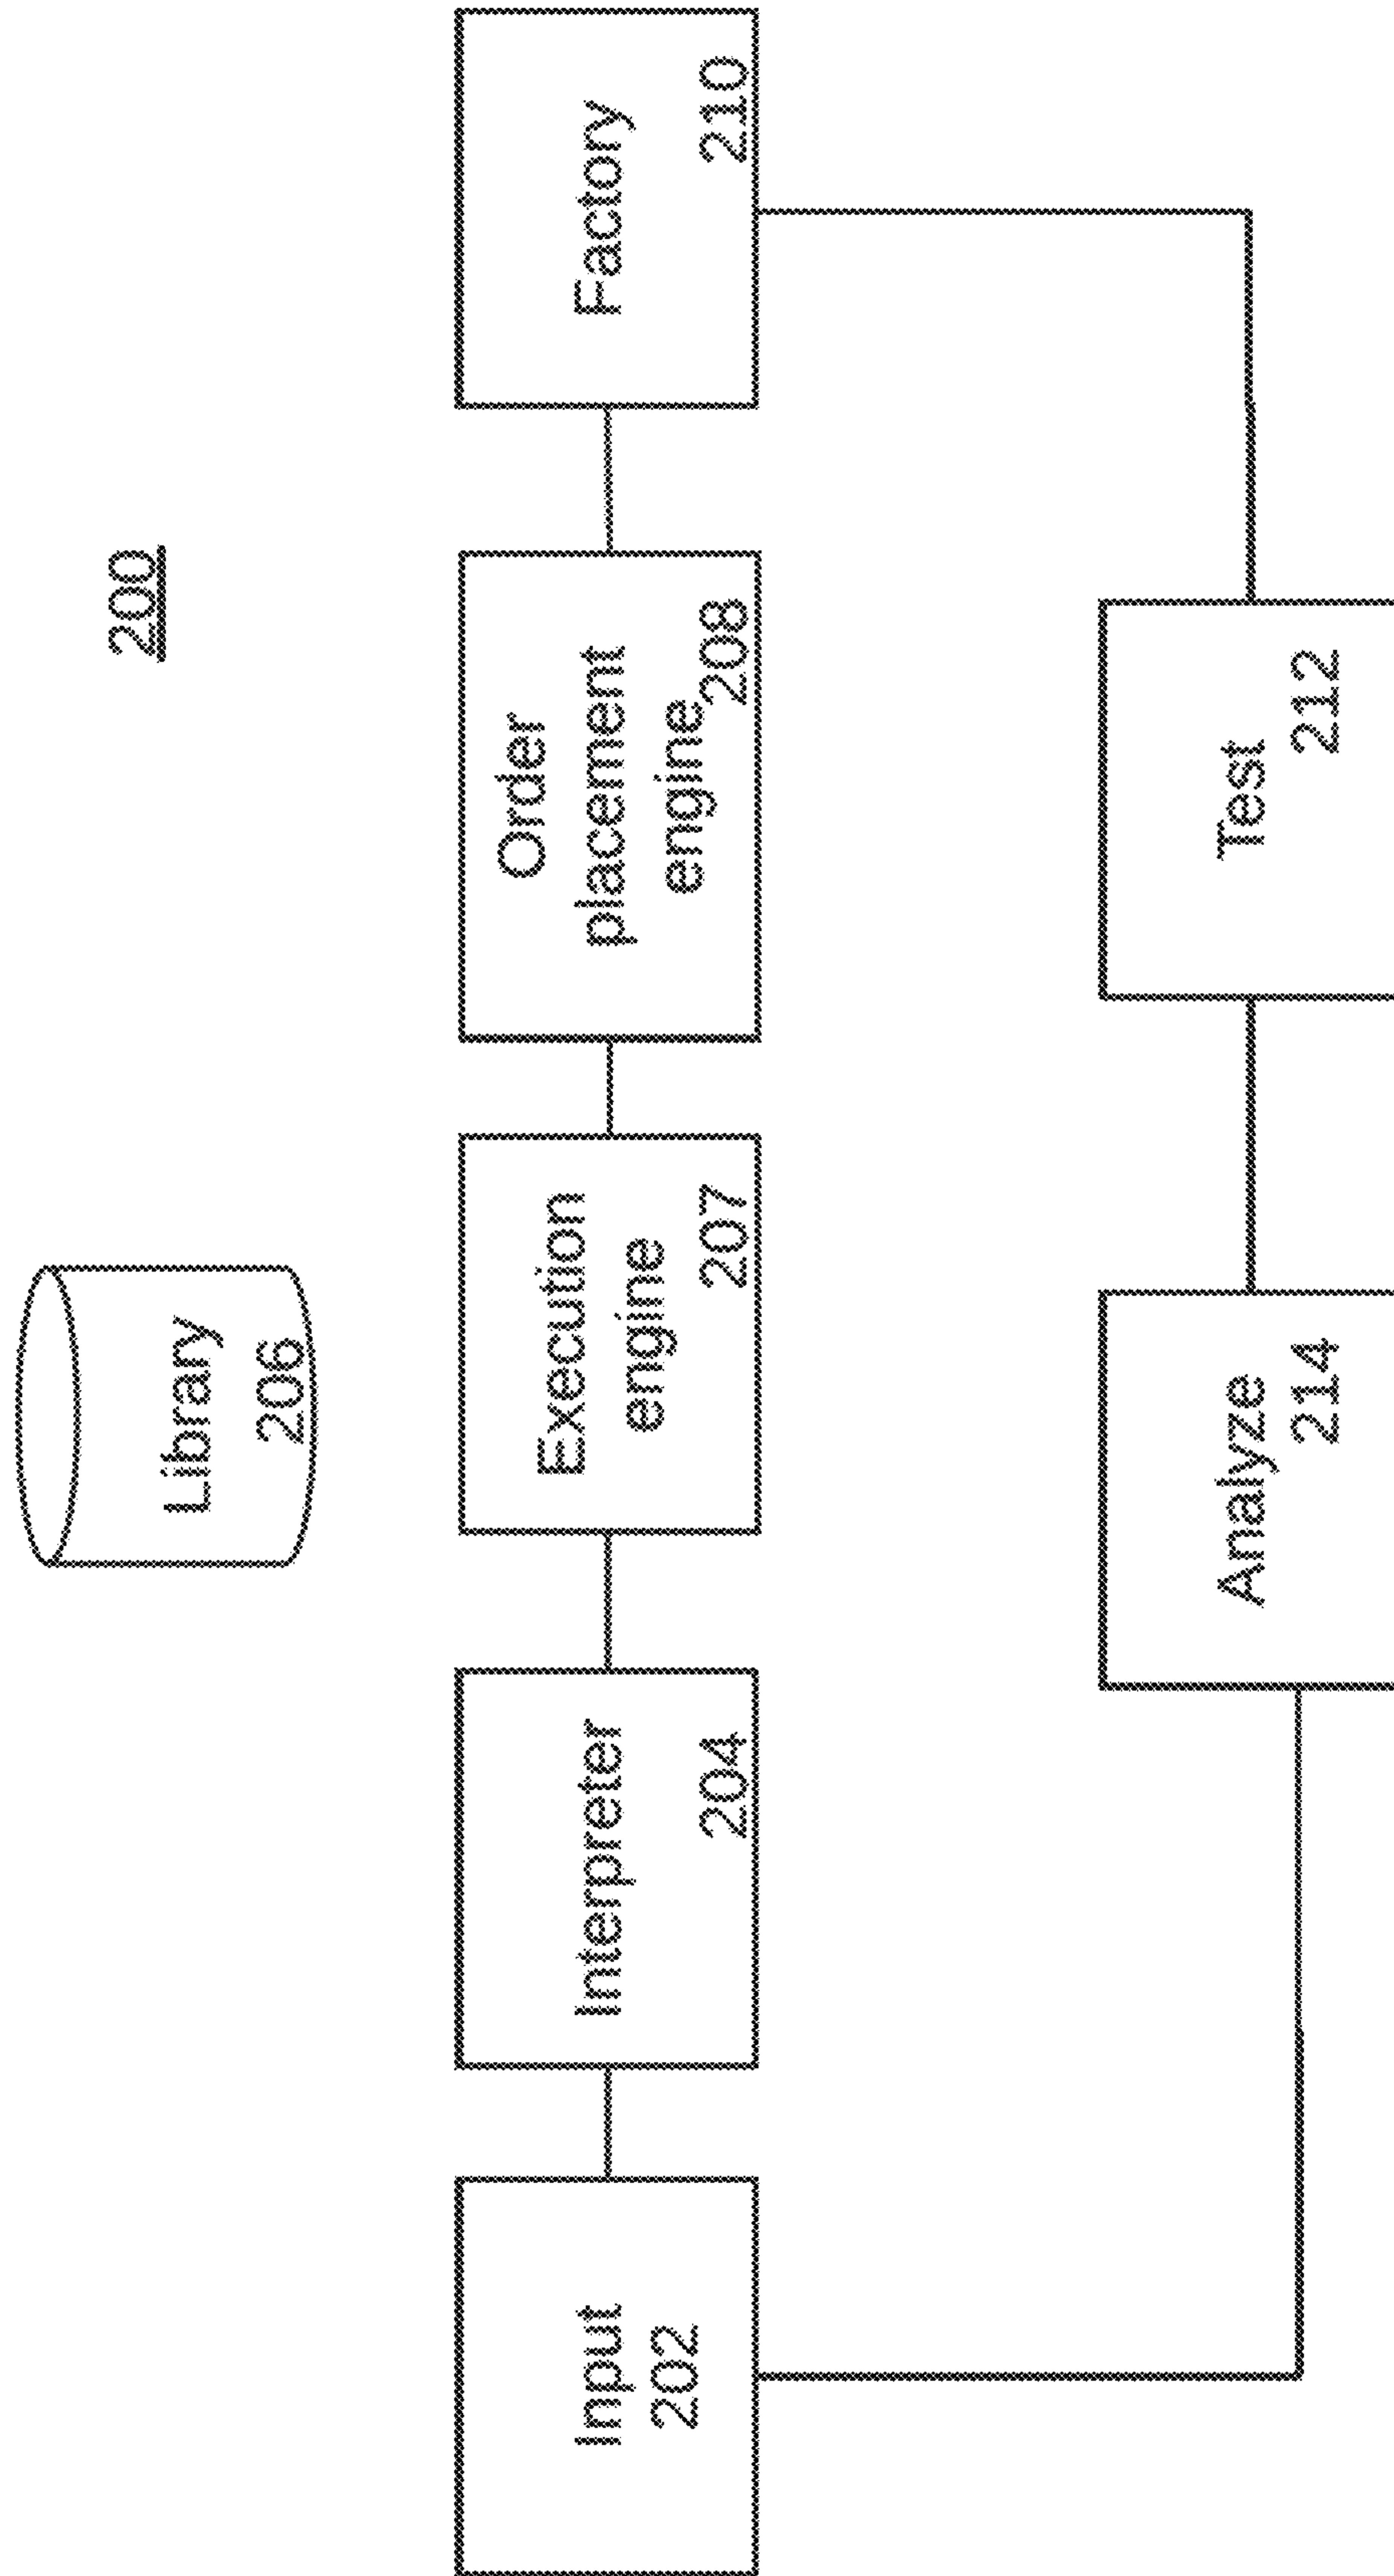 200
Library
206
Input
202
Interpreter
204
Execution
engine
207
Order
placement
engine
208
Factory
210
Analyze
214
Test
212